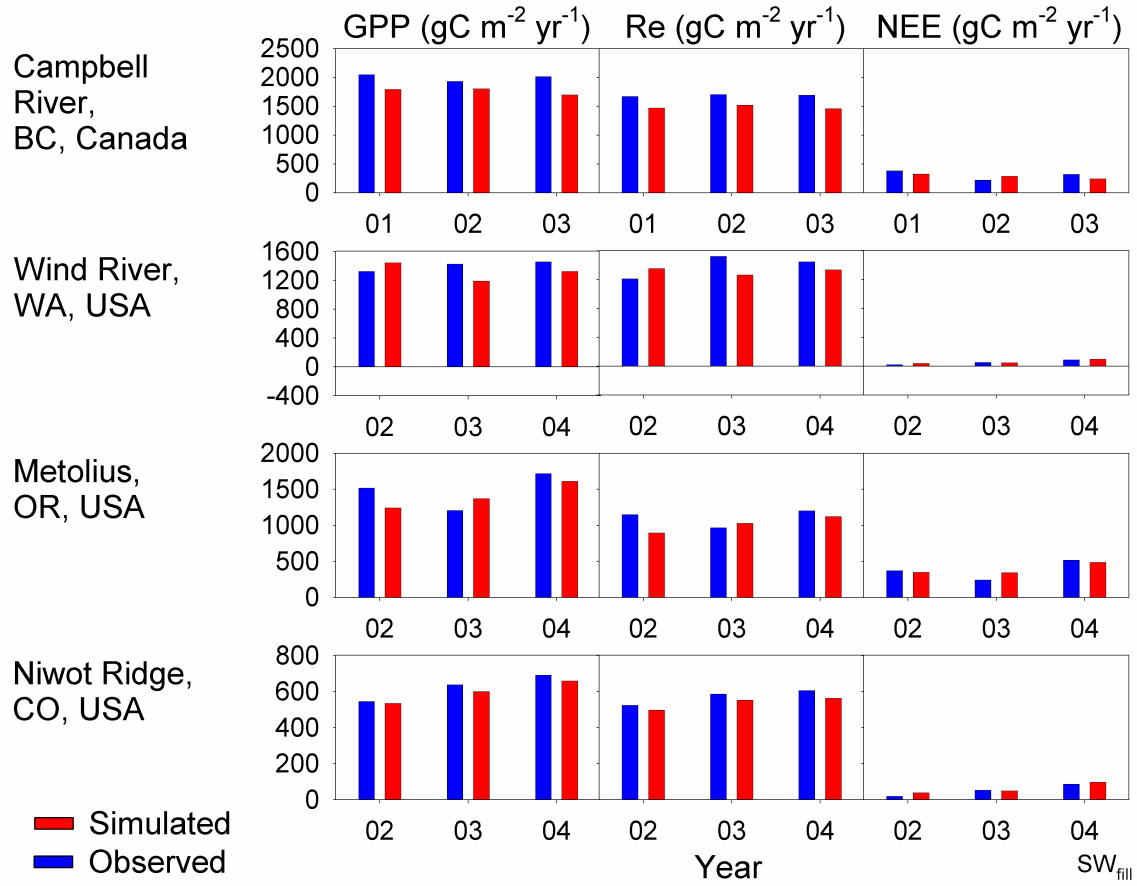 GPP (gC m⁻² yr⁻¹) Re (gC m⁻² yr⁻¹) NEE (gC m⁻² yr⁻¹)
Campbell
River,
BC, Canada
2500
2000
1500
1000
500
0
01 02 03 01 02 03 01 02 03
Wind River,
WA, USA
1600
1200
800
400
0
-400
02 03 04 02 03 04 02 03 04
Metolius,
OR, USA
2000
1500
1000
500
0
02 03 04 02 03 04 02 03 04
Niwot Ridge,
CO, USA
800
600
400
200
0
02 03 04 02 03 04 02 03 04
Simulated
Observed
Year
SWfill